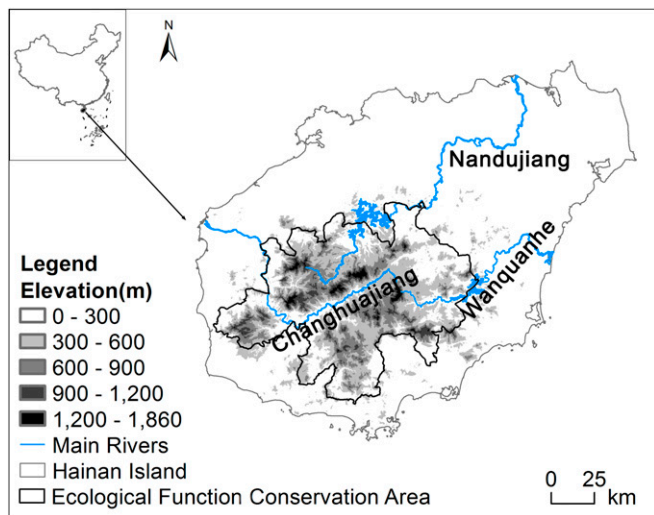 N
Nandujiang
Wanquanhe
Changhuajiang
Legend
Elevation(m)
0 - 300
300 - 600
600 - 900
900 - 1,200
1,200 - 1,860
Main Rivers
Hainan Island
Ecological Function Conservation Area
0 25
km